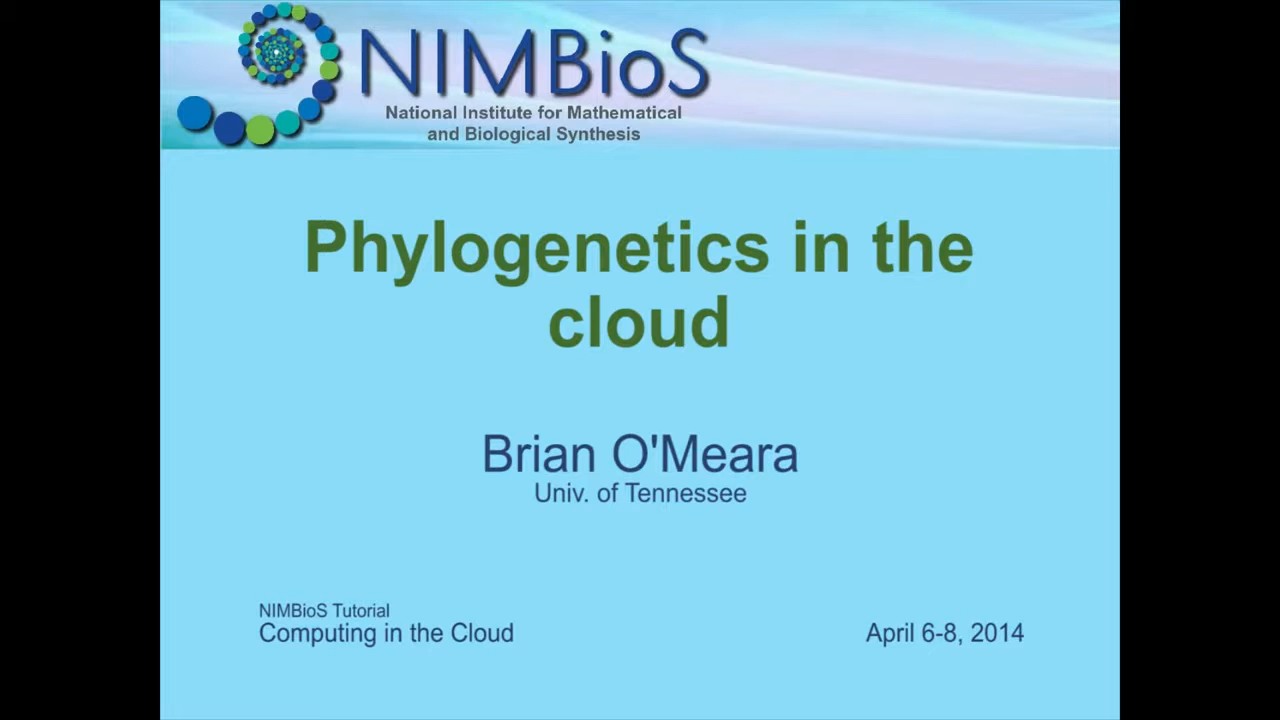 NIMBioS
National Institute for Mathematical
and Biological Synthesis
Phylogenetics in the
cloud
Brian O'Meara
Univ. of Tennessee
NIMBioS Tutorial
Computing in the Cloud
April 6-8, 2014